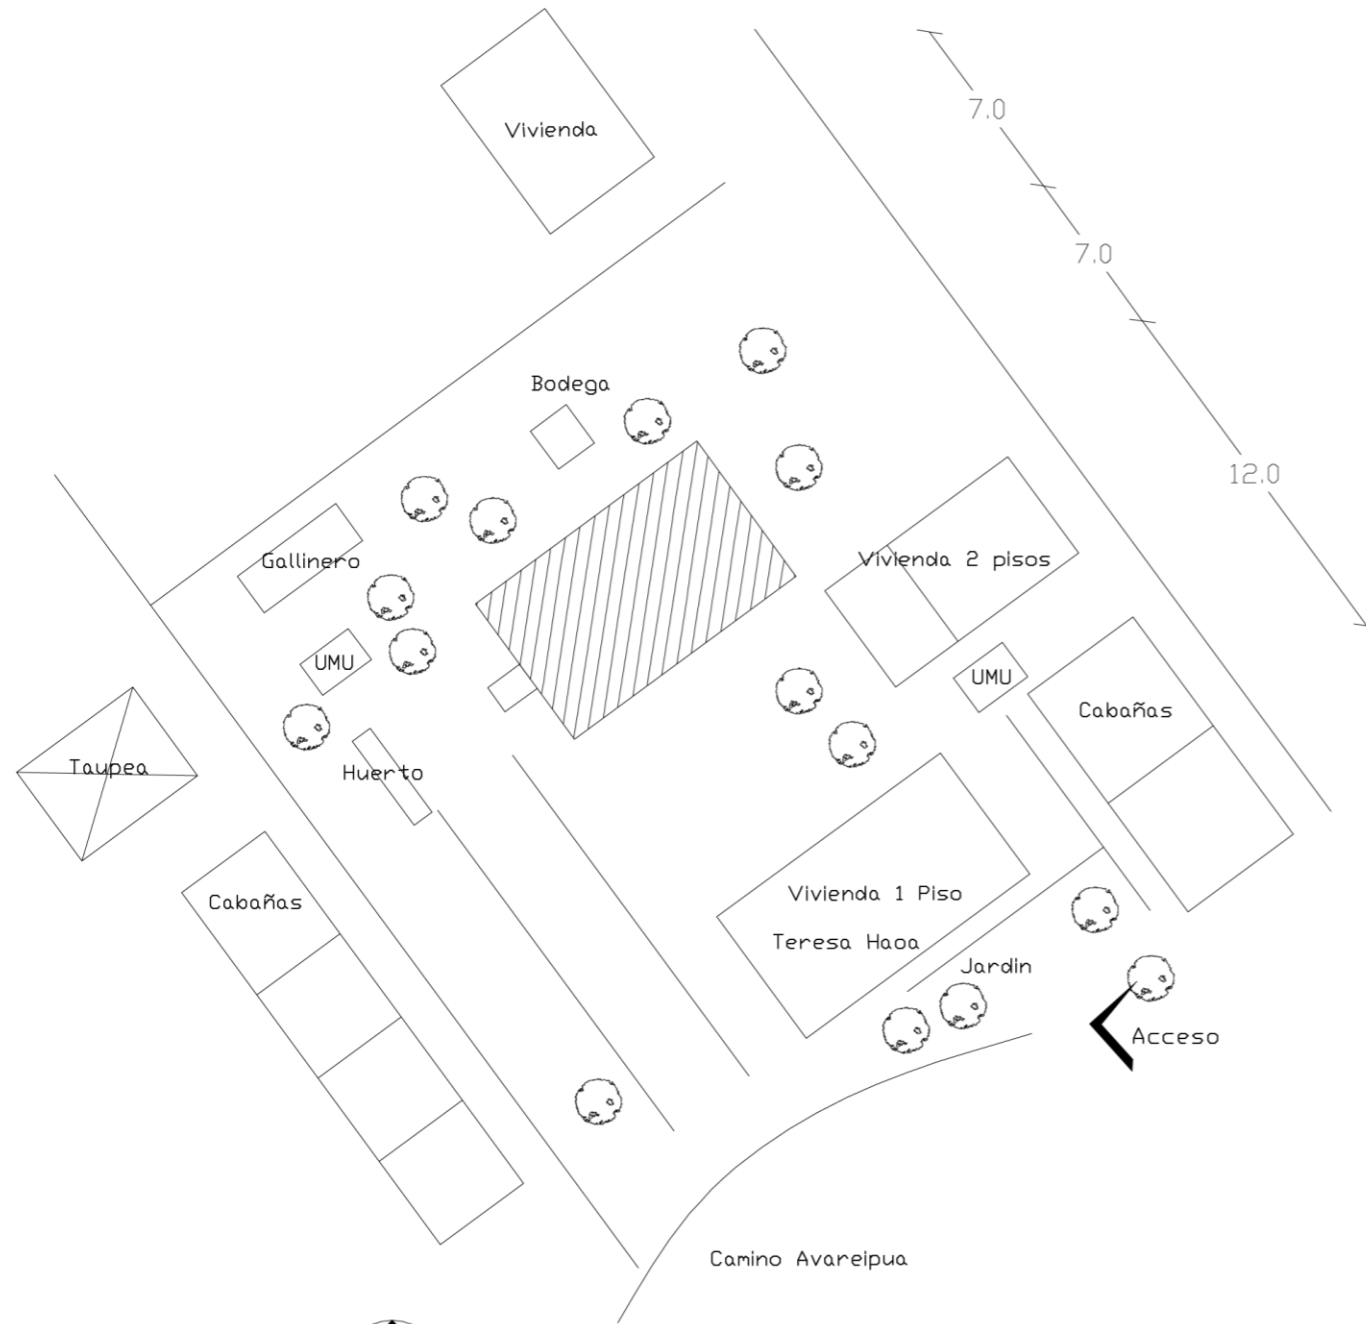 7.0
Vivienda
7.0
Bodega
12.0
Gallinero
Vivienda 2 pisos
UMU
UMU
Cabañas
Taupea
Huerto
Cabañas
Vivienda 1 Piso
Teresa Haoa
Jardin
Acceso
Camino Avareipua